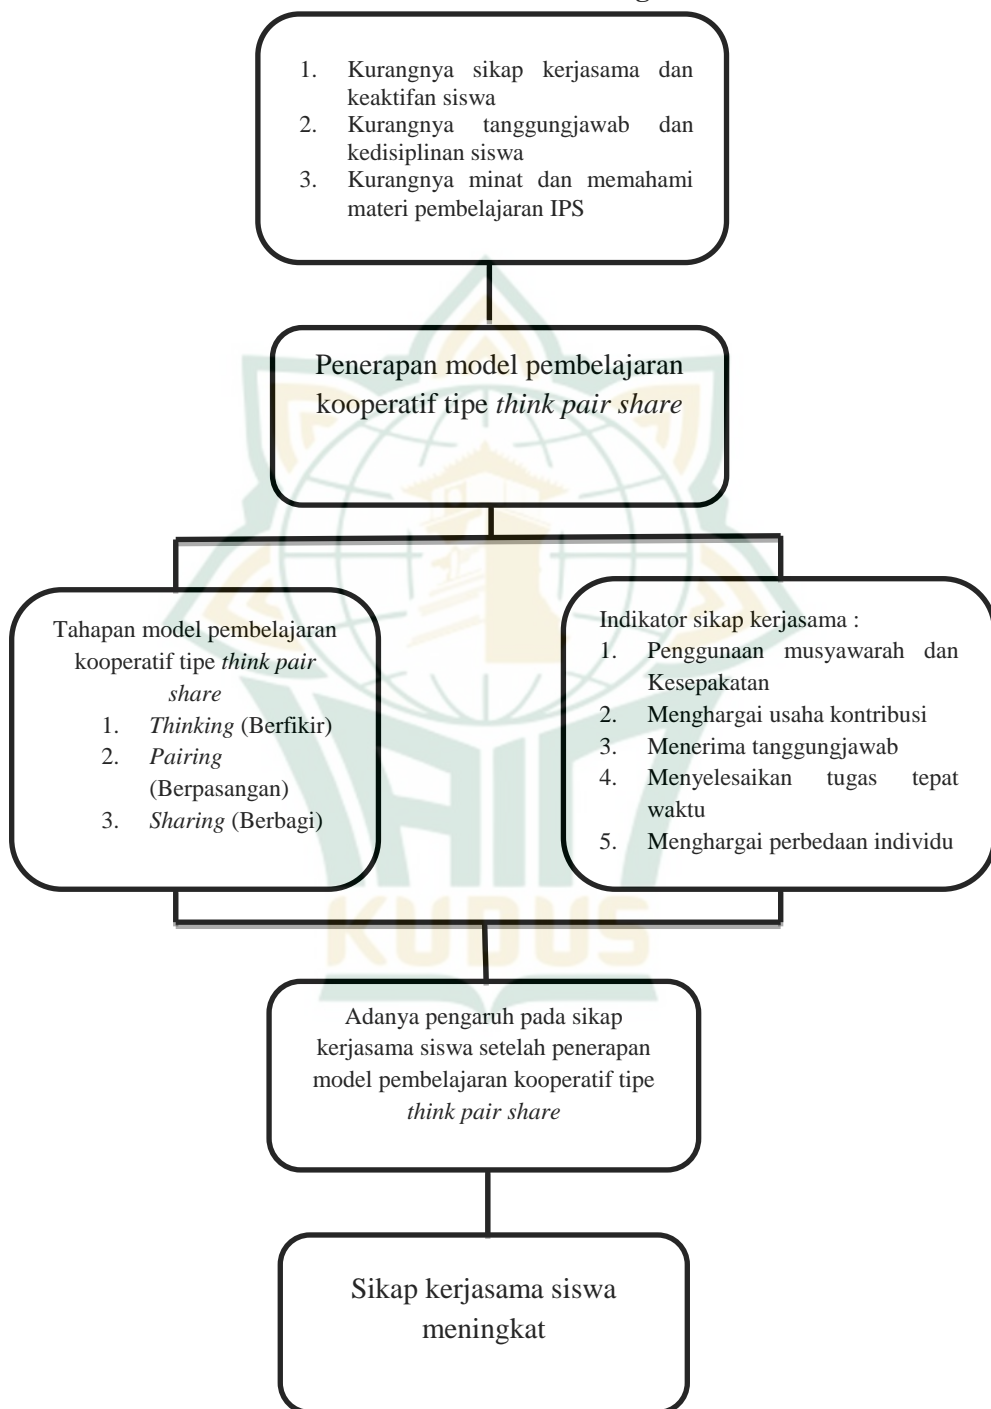 1. Kurangnya sikap kerjasama dan
keaktifan siswa
2. Kurangnya tanggungjawab dan
kedisiplinan siswa
3. Kurangnya minat dan memahami
materi pembelajaran IPS
Penerapan model pembelajaran
kooperatif tipe think pair share
Tahapan model pembelajaran
kooperatif tipe think pair
share
1. Thinking (Berfikir)
2. Pairing
(Berpasangan)
3. Sharing (Berbagi)
Indikator sikap kerjasama :
1. Penggunaan musyawarah dan
Kesepakatan
2. Menghargai usaha kontribusi
3. Menerima tanggungjawab
4. Menyelesaikan tugas tepat
waktu
5. Menghargai perbedaan individu
KUDUS
Adanya pengaruh pada sikap
kerjasama siswa setelah penerapan
model pembelajaran kooperatif tipe
think pair share
Sikap kerjasama siswa
meningkat